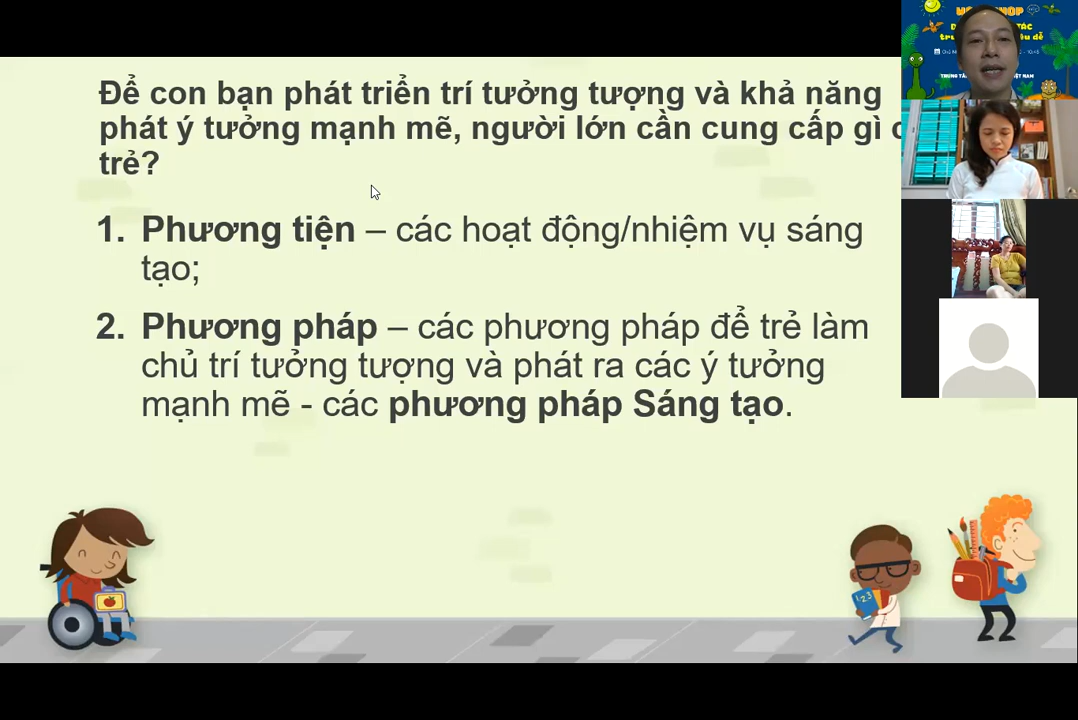 Để con bạn phát triển trí tưởng tượng và khả năng
phát ý tưởng mạnh mẽ, người lớn cần cung cấp gì
trẻ?
1. Phương tiện – các hoạt động/nhiệm vụ sáng
tạo;
2. Phương pháp – các phương pháp để trẻ làm
chủ trí tưởng tượng và phát ra các ý tưởng
mạnh mẽ - các phương pháp Sáng tạo.
123